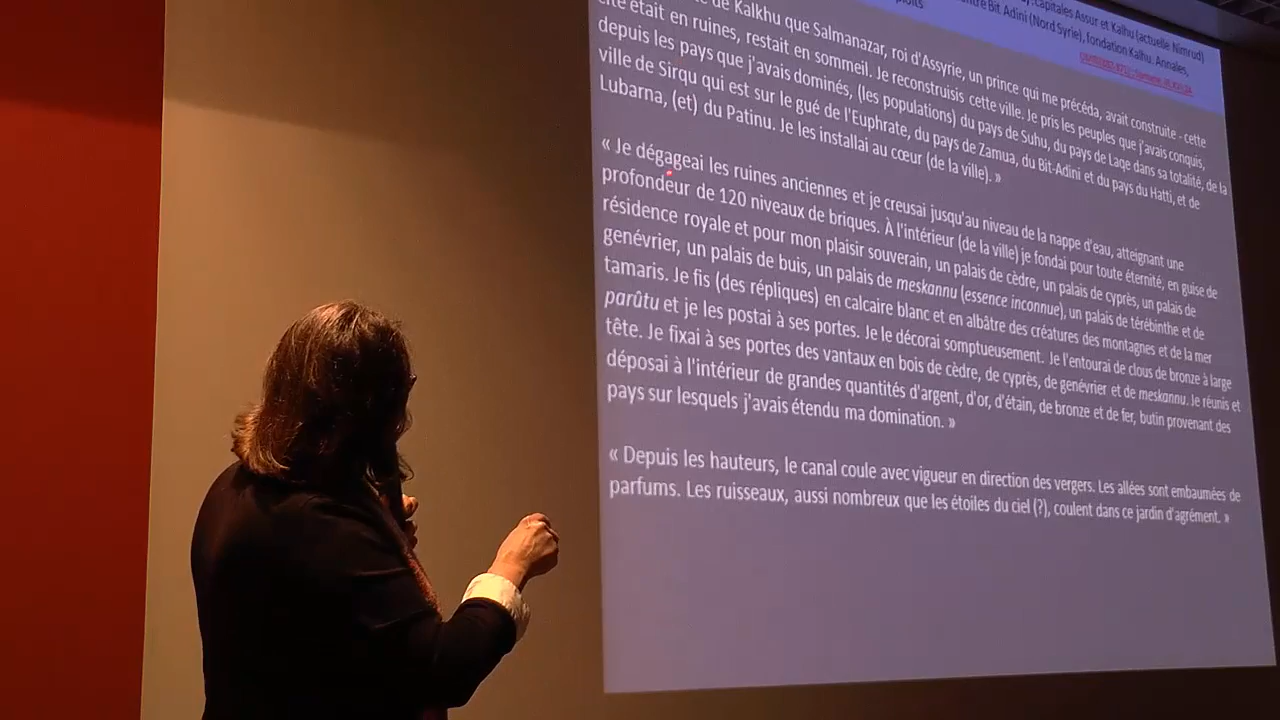 capitales Assur et Kalhu (actuelle Nimrud)
Bit Adini (Nord Syrie), fondation Kalhu. Annales,
de Kalkhu que Salmanazar, roi d'Assyrie, un prince qui me précéda, avait construite - cette
cité était en ruines, restait en sommeil. Je reconstruisis cette ville. Je pris les peuples que j'avais conquis,
depuis les pays que j'avais dominés, (les populations) du pays de Suhu, du pays de Laqe dans sa totalité, de la
ville de Sirqu qui est sur le gué de l'Euphrate, du pays de Zamua, du Bit-Adini et du pays du Hatti, et de
Lubarna, (et) du Patinu. Je les installai au cœur (de la ville). »
« Je dégageai les ruines anciennes et je creusai jusqu'au niveau de la nappe d'eau, atteignant une
profondeur de 120 niveaux de briques. À l'intérieur (de la ville) je fondai pour toute éternité, en guise de
résidence royale et pour mon plaisir souverain, un palais de cèdre, un palais de cyprès, un palais de
genévrier, un palais de buis, un palais de meskannu (essence inconnue), un palais de térébinthe et de
tamaris. Je fis (des répliques) en calcaire blanc et en albâtre des créatures des montagnes et de la mer
parûtu et je les postai à ses portes. Je le décorai somptueusement. Je l'entourai de clous de bronze à large
tête. Je fixai à ses portes des vantaux en bois de cèdre, de cyprès, de genévrier et de meskannu. Je réunis et
déposai à l'intérieur de grandes quantités d'argent, d'or, d'étain, de bronze et de fer, butin provenant des
pays sur lesquels j'avais étendu ma domination. »
« Depuis les hauteurs, le canal coule avec vigueur en direction des vergers. Les allées sont embaumées de
parfums. Les ruisseaux, aussi nombreux que les étoiles du ciel (?), coulent dans ce jardin d'agrément. »